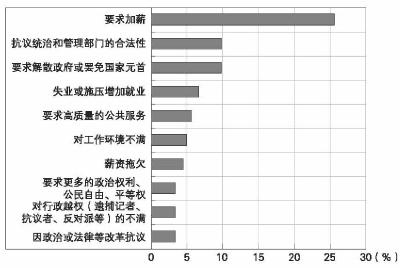 要求加薪
抗议统治和管理部门的合法性
要求解散政府或罢免国家元首
失业或施压增加就业
要求高质量的公共服务
对工作环境不满
薪资拖欠
要求更多的政治权利、
公民自由、平等权
对行政越权（逮捕记者、
抗议者、反对派等）的不满
因政治或法律等改革抗议
0 5 10 15 20 25 30(%)